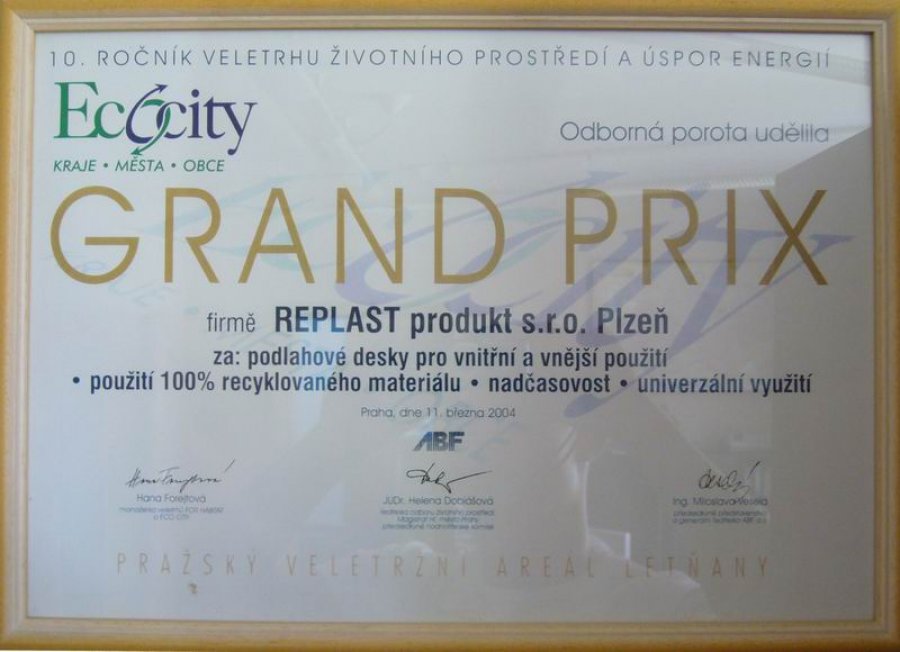 10. ROČNÍK VELETRHU ŽIVOTNÍHO PROSTŘEDÍ A ÚSPOR ENERGIÍ
Ecocity
KRAJE • MĚSTA • OBCE
Odborná porota udělila
GRAND PRIX
firmě REPLAST produkt s.r.o. Plzeň
za: podlahové desky pro vnitřní a vnější použití
• použití 100% recyklovaného materiálu • nadčasovost • univerzální využití
Praha, dne 11. března 2004
ABF
Hana Forejtová
JUDr. Helena Dobiášová
Ing. Miloslava Veselá
PRAŽSKÝ VELETRŽNÍ AREÁL LETŇANY